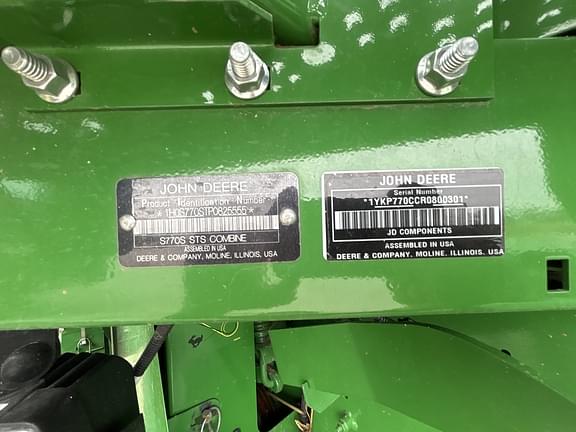 JOHN DEERE
Product Identification Number
*1H0S770STP0825555*
S770S STS COMBINE
ASSEMBLED IN USA
DEERE & COMPANY, MOLINE, ILLINOIS, USA
JOHN DEERE
Serial Number
*1YKP770CCR0800301*
JD COMPONENTS
ASSEMBLED IN USA
DEERE & COMPANY, MOLINE, ILLINOIS, USA